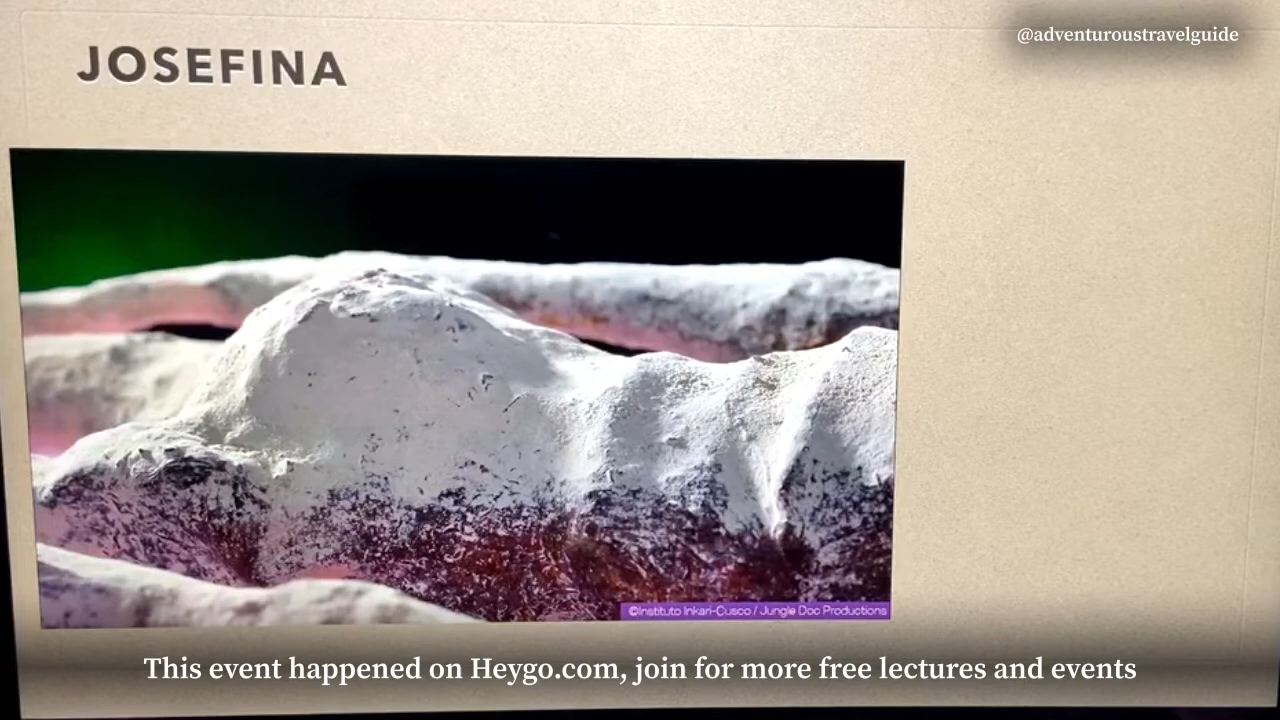 @adventuroustravelguide
JOSEFINA
©Instituto Inkari-Cusco / Jungle Doc Productions
This event happened on Heygo.com, join for more free lectures and events